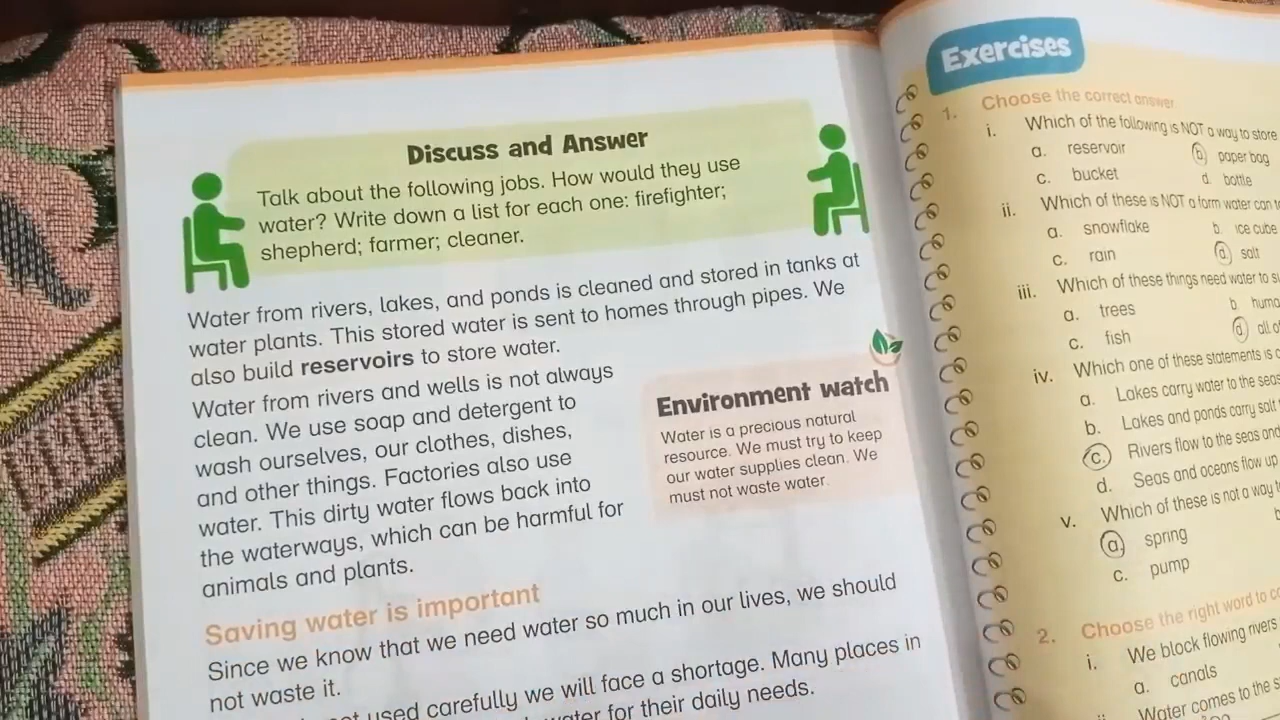 Discuss and Answer
Talk about the following jobs. How would they use
water? Write down a list for each one: firefighter;
shepherd; farmer; cleaner.
Water from rivers, lakes, and ponds is cleaned and stored in tanks at
water plants. This stored water is sent to homes through pipes. We
also build reservoirs to store water.
Water from rivers and wells is not always
clean. We use soap and detergent to
wash ourselves, our clothes, dishes,
and other things. Factories also use
water. This dirty water flows back into
the waterways, which can be harmful for
animals and plants.
Environment watch
Water is a precious natural
resource. We must try to keep
our water supplies clean. We
must not waste water.
Saving water is important
Since we know that we need water so much in our lives, we should
not waste it.
used carefully we will face a shortage. Many places in
water for their daily needs.
Exercises
1. Choose the correct answer
i. Which of the following is NOT a way to store
a. reservoir b. paper bag
c. bucket d. bottle
ii. Which of these is NOT a form water can
a. snowflake b. ice cube
c. rain d. salt
iii. Which of these things need water to
a. trees b.
c. fish d. all
iv. Which one of these statements is
a. Lakes carry water to the seas
b. Lakes and ponds carry salt
c. Rivers flow to the seas and
d. Seas and oceans flow up
v. Which of these is not a way
a. spring
c. pump
2. Choose the right word to
i. We block flowing rivers
a. canals
Water comes to the